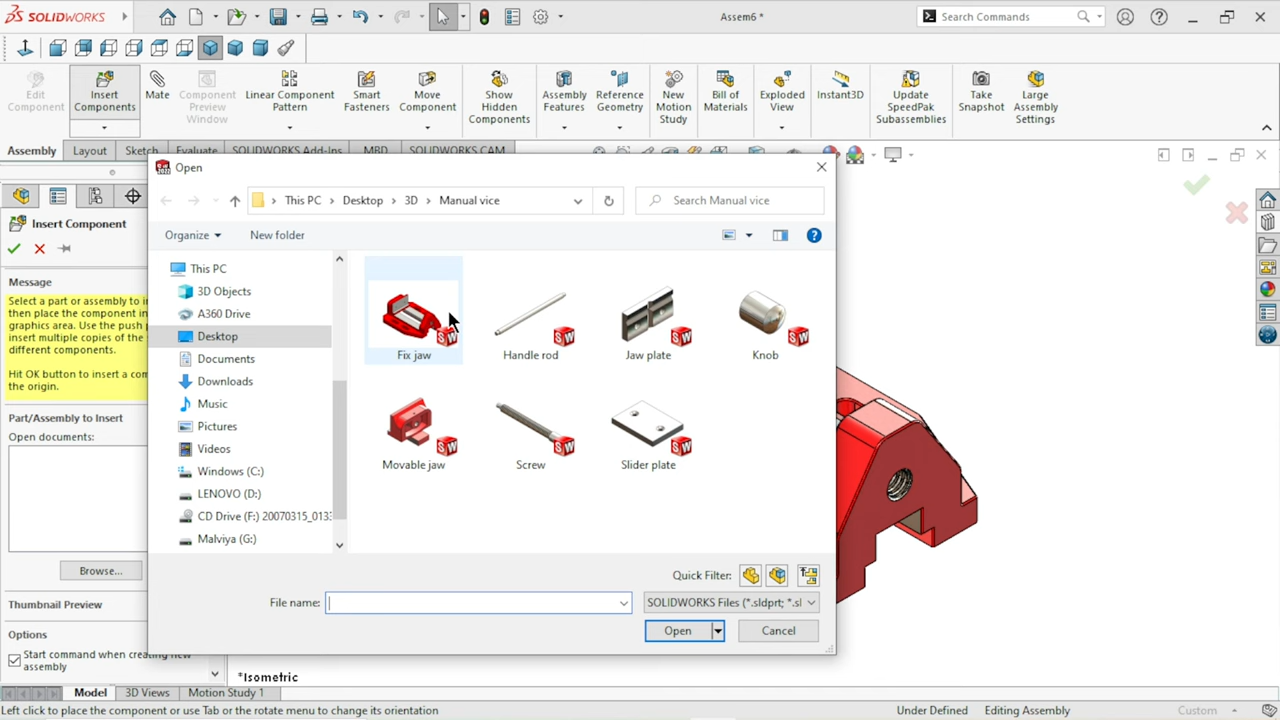 SOLIDWORKS
Assem6 *
Search Commands
Edit
Component
Insert
Components
Mate
Component
Preview
Window
Linear Component
Pattern
Smart
Fasteners
Move
Component
Show
Hidden
Components
Assembly
Features
Reference
Geometry
New
Motion
Study
Bill of
Materials
Exploded
View
Instant3D
Update
SpeedPak
Subassemblies
Take
Snapshot
Large
Assembly
Settings
Assembly Layout Sketch Evaluate SOLIDWORKS Add-Ins MBD SOLIDWORKS CAM
Open
This PC > Desktop > 3D > Manual vice
Search Manual vice
Organize
New folder
Insert Component
Message
Select a part or assembly to in
then place the component in
graphics area. Use the push p
insert multiple copies of the
different components.
Hit OK button to insert a com
the origin.
Part/Assembly to Insert
Open documents:
Browse...
Thumbnail Preview
Options
Start command when creating new
assembly
This PC
3D Objects
A360 Drive
Desktop
Documents
Downloads
Music
Pictures
Videos
Windows (C:)
LENOVO (D:)
CD Drive (F:) 20070315_013
Malviya (G:)
Fix jaw
Handle rod
Jaw plate
Knob
Movable jaw
Screw
Slider plate
Quick Filter:
File name:
SOLIDWORKS Files (*.sldprt; *.sl
Open
Cancel
*Isometric
Model 3D Views Motion Study 1
Left click to place the component or use Tab or the rotate menu to change its orientation
Under Defined
Editing Assembly
Custom